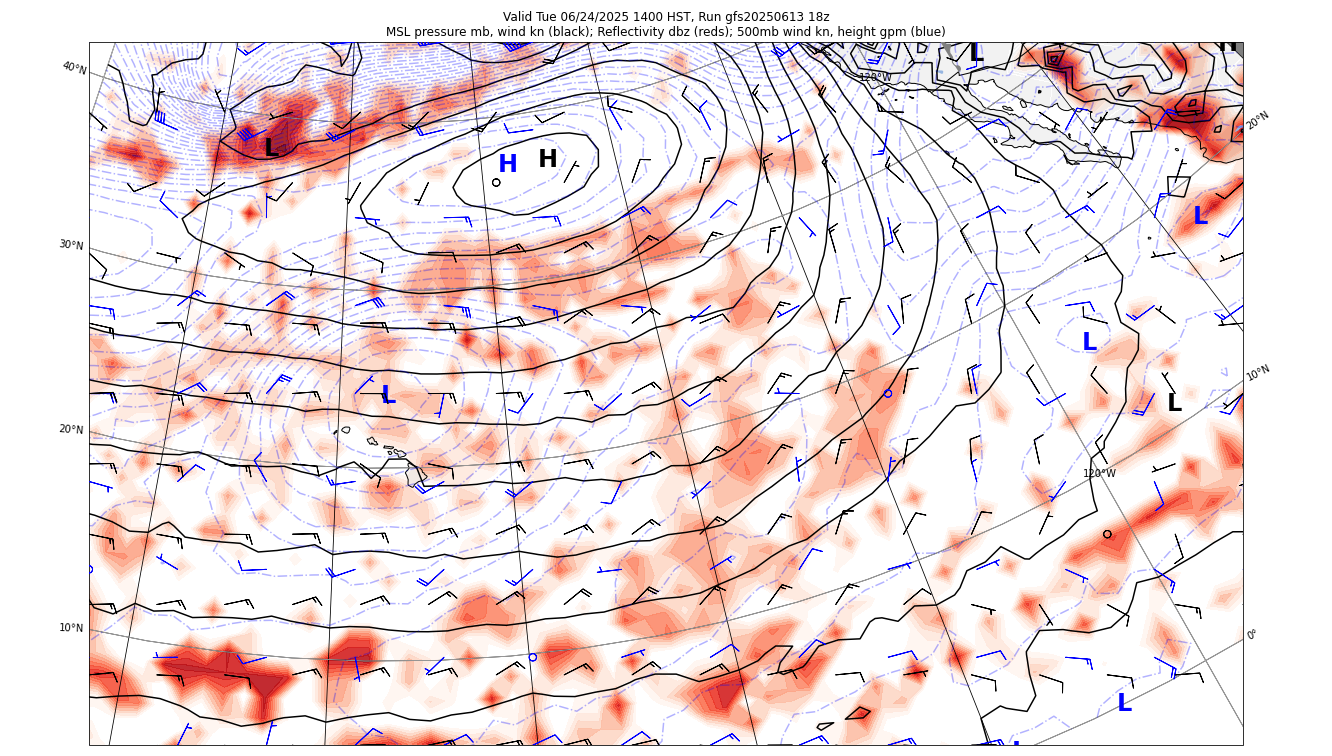 Valid Tue 06/24/2025 1400 HST, Run gfs20250613 18z
MSL pressure mb, wind kn (black); Reflectivity dbz (reds); 500mb wind kn, height gpm (blue)
H
L
120°W
40°N
20°N
L
H
H
L
30°N
L
10°N
L
L
20°N
120°W
10°N
0°
L